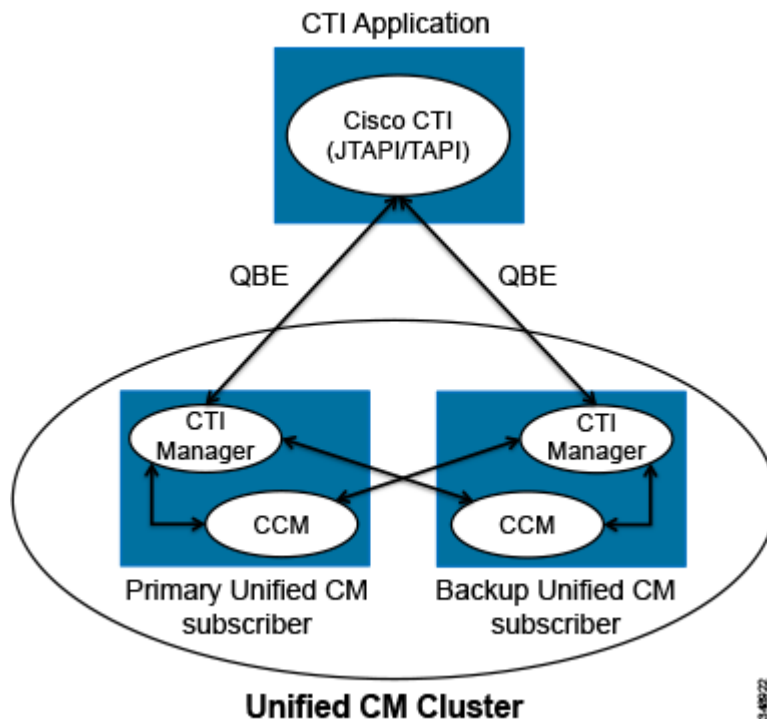 CTI Application
Cisco CTI
(JTAPI/TAPI)
QBE
QBE
CTI
Manager
CTI
Manager
CCM
CCM
Primary Unified CM
subscriber
Backup Unified CM
subscriber
Unified CM Cluster
348922